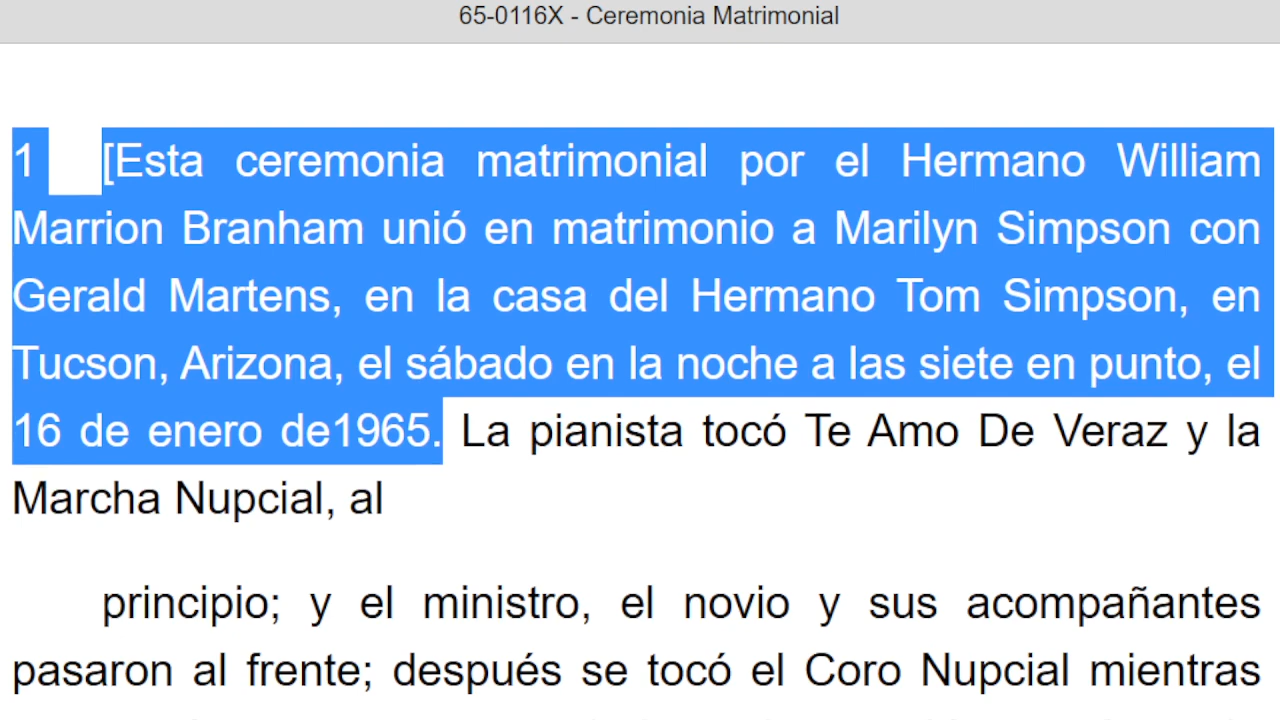 65-0116X - Ceremonia Matrimonial
1 [Esta ceremonia matrimonial por el Hermano William
Marrion Branham unió en matrimonio a Marilyn Simpson con
Gerald Martens, en la casa del Hermano Tom Simpson, en
Tucson, Arizona, el sábado en la noche a las siete en punto, el
16 de enero de1965. La pianista tocó Te Amo De Veraz y la
Marcha Nupcial, al
principio; y el ministro, el novio y sus acompañantes
pasaron al frente; después se tocó el Coro Nupcial mientras